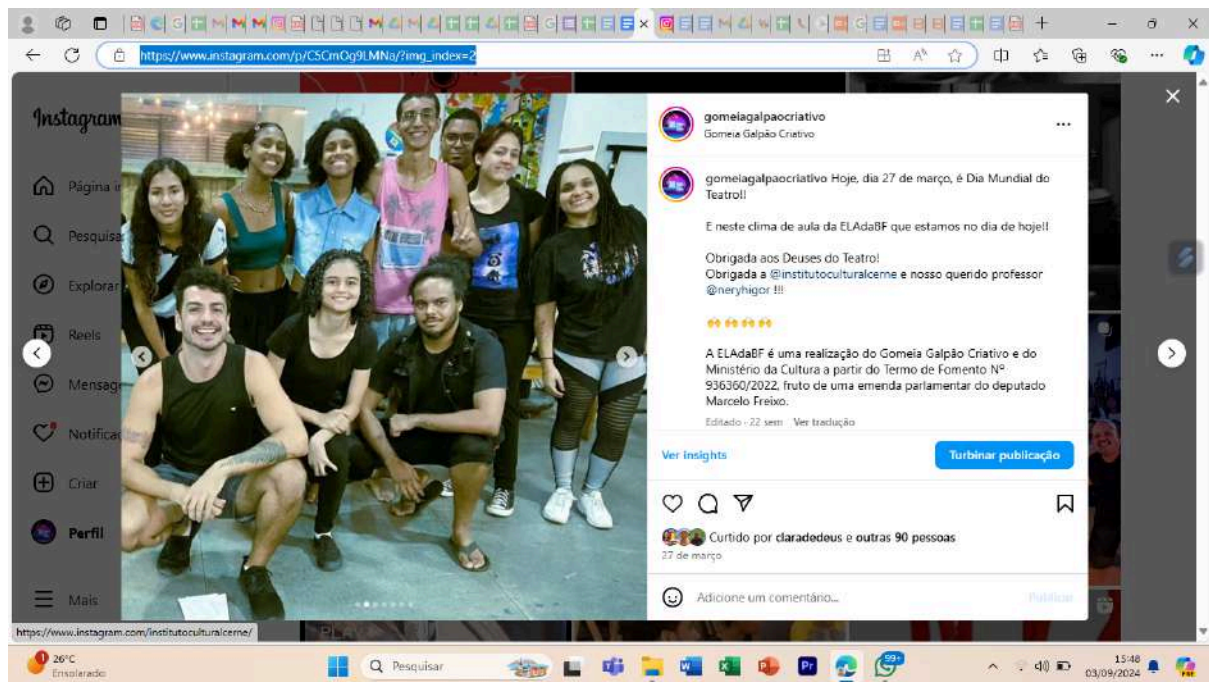 https://www.instagram.com/p/C5CmOg9LMNa/?img_index=2
Instagram
Página in
Pesquisa
Explorar
Reels
Mensage
Notificaç
Criar
Perfil
Mais
gomeiagalpaocriativo
Gomeia Galpão Criativo
gomeiagalpaocriativo Hoje, dia 27 de março, é Dia Mundial do
Teatro!!
E neste clima de aula da ELAdaBF que estamos no dia de hoje!!
Obrigada aos Deuses do Teatro!
Obrigada a @institutoculturalcerne e nosso querido professor
@neryhigor !!!
A ELAdaBF é uma realização do Gomeia Galpão Criativo e do
Ministério da Cultura a partir do Termo de Fomento Nº
936360/2022, fruto de uma emenda parlamentar do deputado
Marcelo Freixo.
Editado · 22 sem Ver tradução
Ver insights
Turbinar publicação
Curtido por claradedeus e outras 90 pessoas
27 de março
Adicione um comentário...
Publicar
https://www.instagram.com/institutoculturalcerne/
26°C
Ensolarado
Pesquisar
99+
15:48
03/09/2024